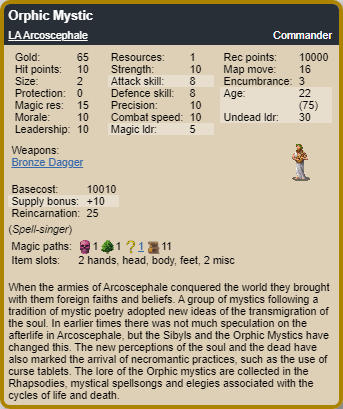 Orphic Mystic
LA Arcoscephale Commander
Gold: 65 Resources: 1 Rec points: 10000
Hit points: 10 Strength: 10 Map move: 16
Size: 2 Attack skill: 8 Encumbrance: 3
Protection: 0 Defence skill: 8 Age: 22
Magic res: 15 Precision: 10 (75)
Morale: 10 Combat speed: 10 Undead ldr: 30
Leadership: 10 Magic ldr: 5
Weapons:
Bronze Dagger
Basecost: 10010
Supply bonus: +10
Reincarnation: 25
(Spell-singer)
Magic paths: 1 1 ? 1 11
Item slots: 2 hands, head, body, feet, 2 misc
When the armies of Arcoscephale conquered the world they brought
with them foreign faiths and beliefs. A group of mystics following a
tradition of mystic poetry adopted new ideas of the transmigration of
the soul. In earlier times there was not much speculation on the
afterlife in Arcoscephale, but the Sibyls and the Orphic Mystics have
changed this. The new perceptions of the soul and the dead have
also marked the arrival of necromantic practices, such as the use of
curse tablets. The lore of the Orphic mystics are collected in the
Rhapsodies, mystical spellsongs and elegies associated with the
cycles of life and death.